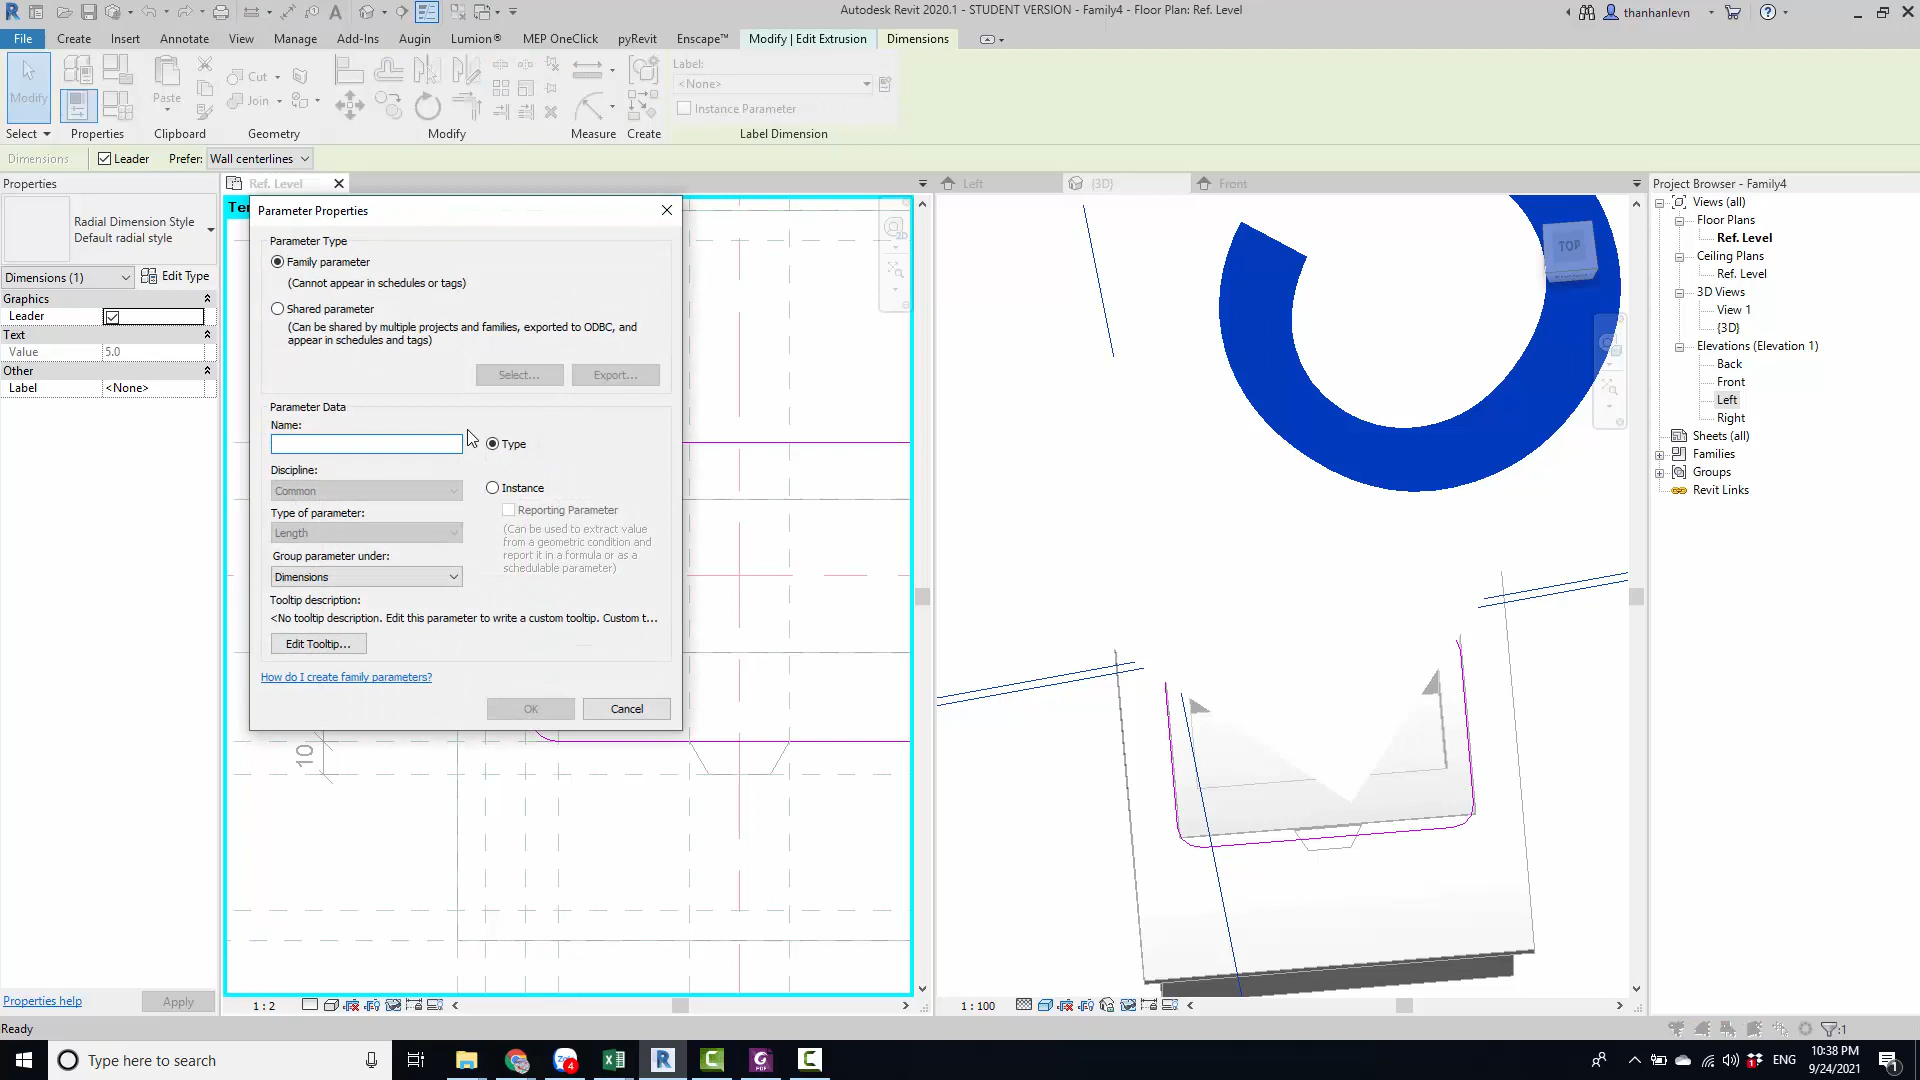 Autodesk Revit 2020.1 - STUDENT VERSION - Family4 - Floor Plan: Ref. Level
thanhanlevn
File Create Insert Annotate View Manage Add-Ins Augin Lumion® MEP OneClick pyRevit Enscape™ Modify | Edit Extrusion Dimensions
Modify
Paste
Cut
Join
Label:
<None>
Instance Parameter
Select Properties Clipboard Geometry Modify Measure Create Label Dimension
Dimensions Leader Prefer: Wall centerlines
Properties
Radial Dimension Style
Default radial style
Dimensions (1) Edit Type
Graphics
Leader
Text
Value 5.0
Other
Label <None>
Properties help Apply
Ref. Level
Left
{3D}
Front
Parameter Properties
Parameter Type
Family parameter
(Cannot appear in schedules or tags)
Shared parameter
(Can be shared by multiple projects and families, exported to ODBC, and
appear in schedules and tags)
Select... Export...
Parameter Data
Name:
Type
Discipline:
Common
Instance
Reporting Parameter
Type of parameter:
Length
(Can be used to extract value
from a geometric condition and
report it in a formula or as a
schedulable parameter)
Group parameter under:
Dimensions
Tooltip description:
<No tooltip description. Edit this parameter to write a custom tooltip. Custom t...
Edit Tooltip...
How do I create family parameters?
OK Cancel
10
1 : 2
TOP
1 : 100
Project Browser - Family4
Views (all)
Floor Plans
Ref. Level
Ceiling Plans
Ref. Level
3D Views
View 1
{3D}
Elevations (Elevation 1)
Back
Front
Left
Right
Sheets (all)
Families
Groups
Revit Links
Ready
:1
Type here to search
4
ENG
10:38 PM
9/24/2021
1